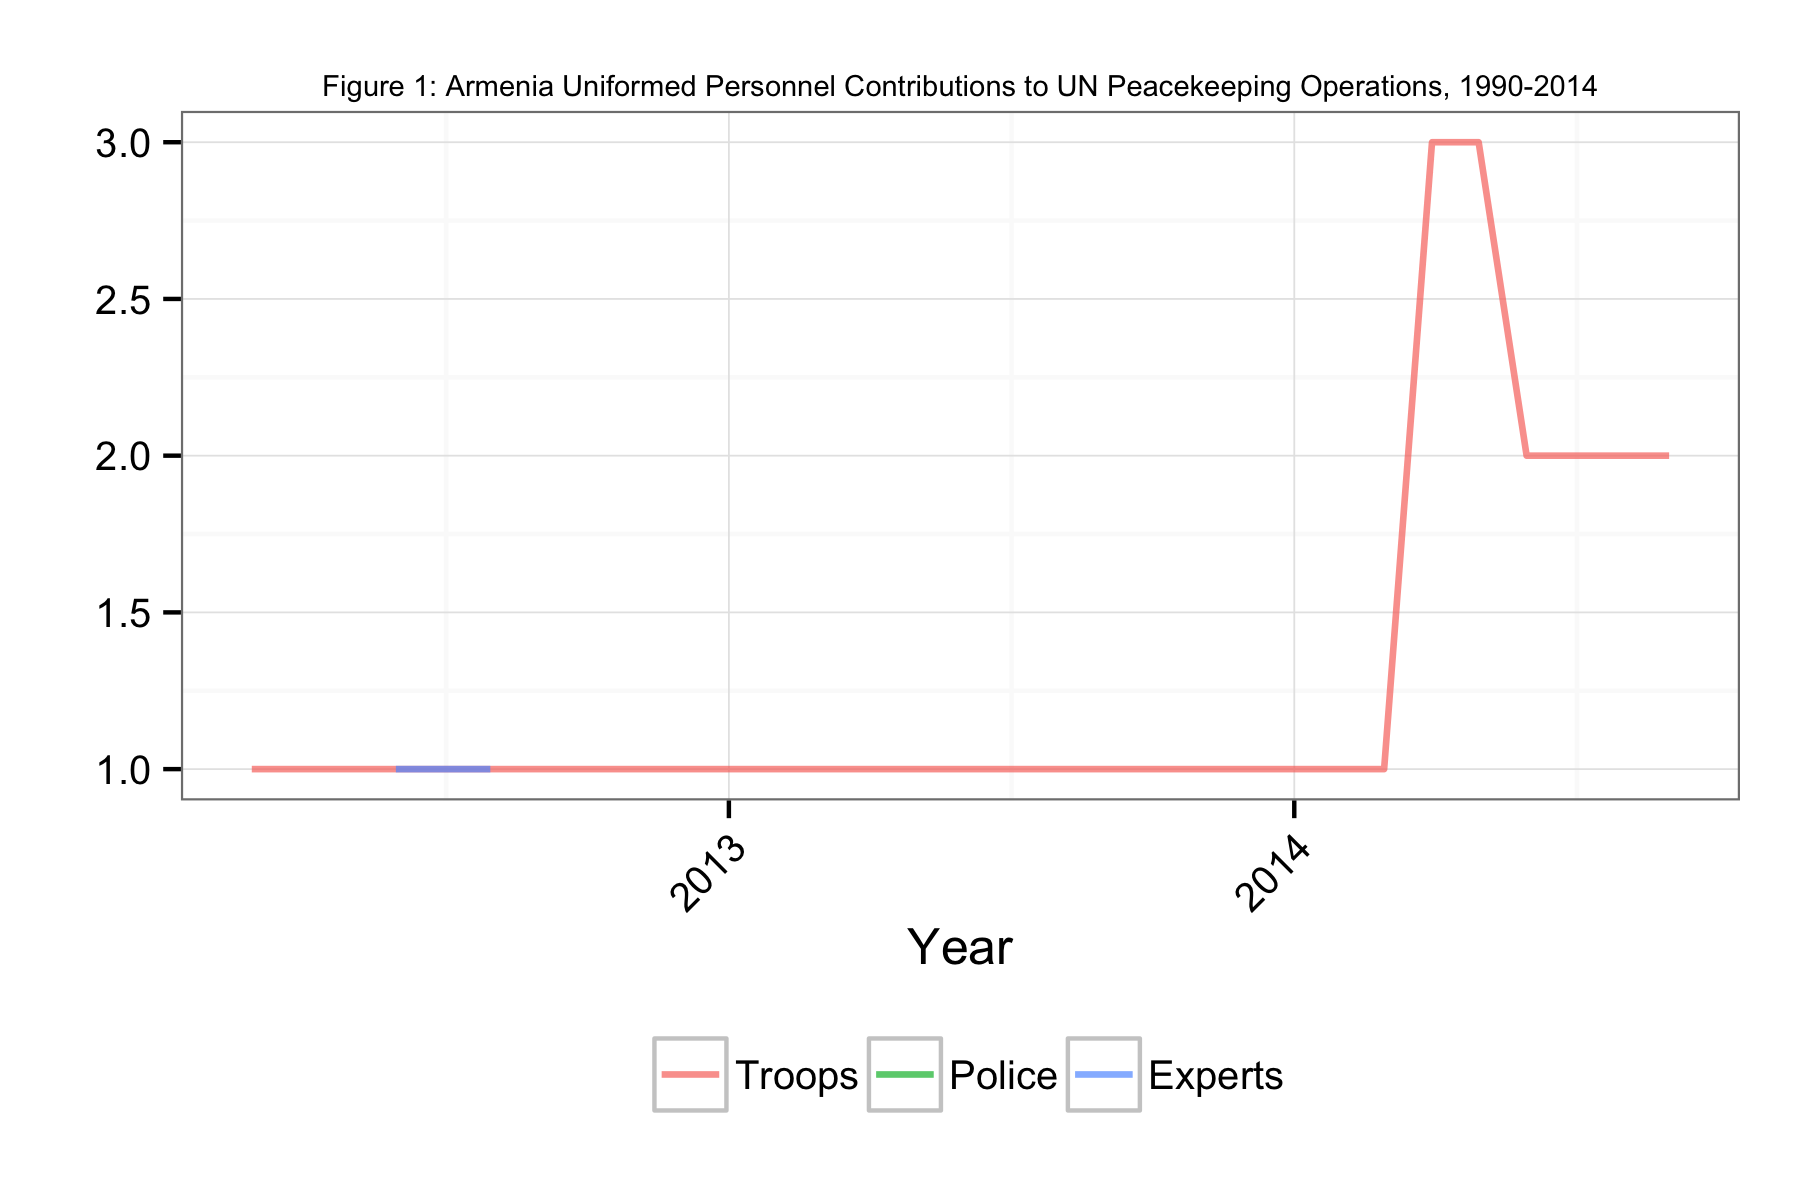 Figure 1: Armenia Uniformed Personnel Contributions to UN Peacekeeping Operations, 1990-2014
3.0
2.5
2.0
1.5
1.0
2013
2014
Year
Troops
Police
Experts